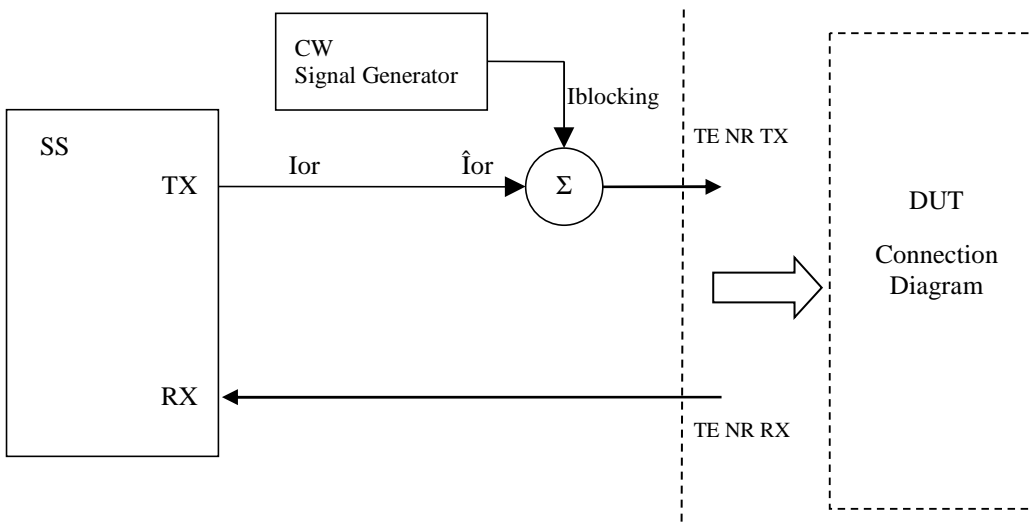 CW
Signal Generator
Iblocking
SS
TE NR TX
TX
Ior
Îor
Σ
DUT
Connection
Diagram
RX
TE NR RX